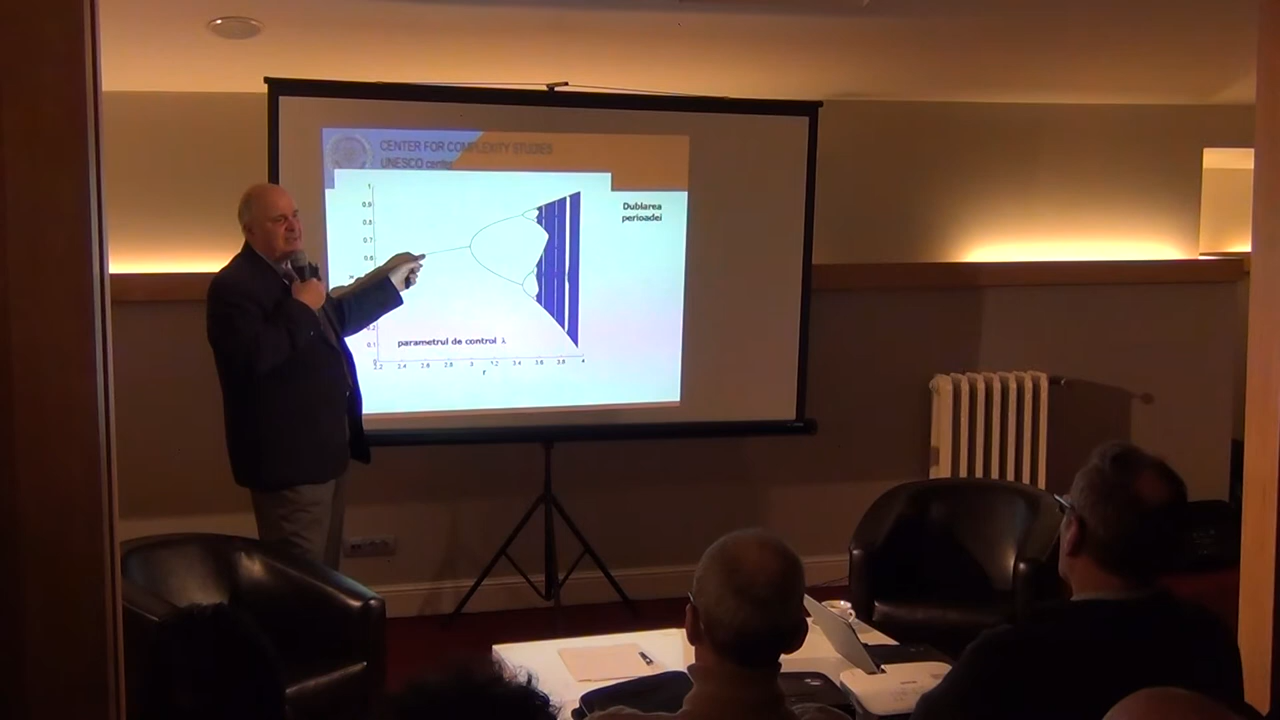 CENTER FOR COMPLEXITY STUDIES
UNESCO center
Dublarea
perioadei
1
0.9
0.8
0.7
0.6
0.2
0.1
0
parametrul de control λ
2.2 2.4 2.6 2.8 3 3.2 3.4 3.6 3.8 4
r